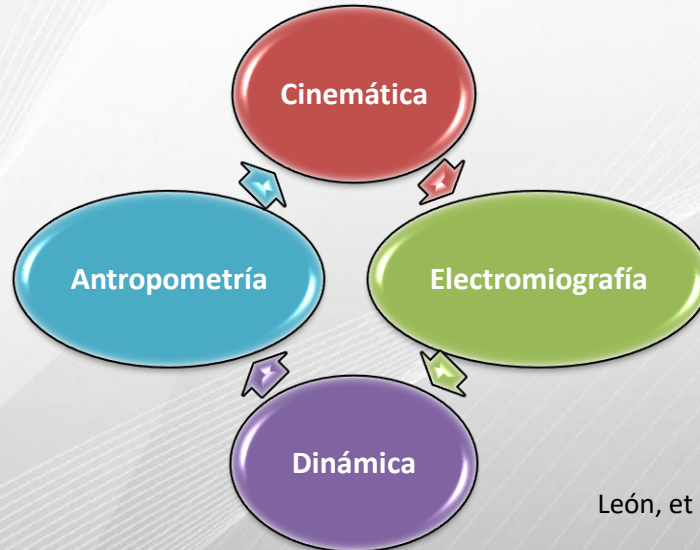 Cinemática
Antropometría
Electromiografía
Dinámica
León, et